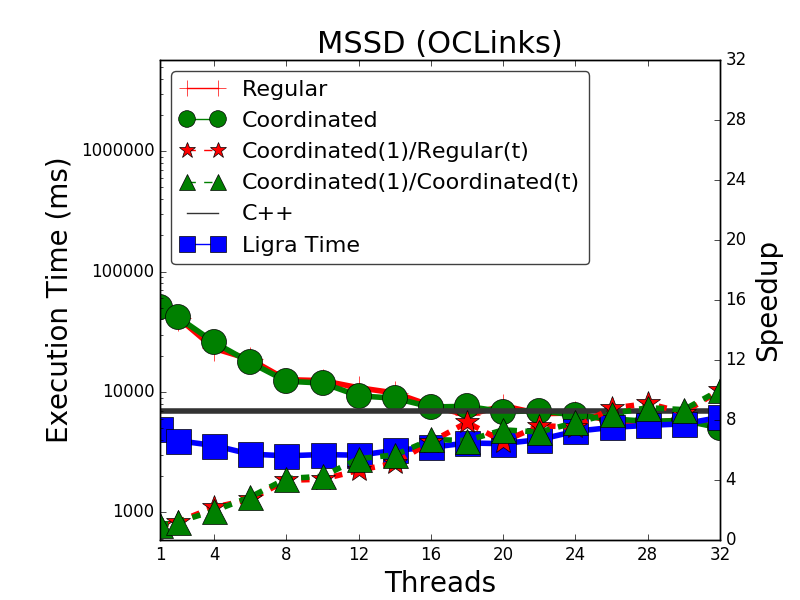 MSSD (OCLinks)
Regular
Coordinated
Coordinated(1)/Regular(t)
Coordinated(1)/Coordinated(t)
C++
Ligra Time
Execution Time (ms)
1000000
100000
10000
1000
Speedup
32
28
24
20
16
12
8
4
0
1 4 8 12 16 20 24 28 32
Threads